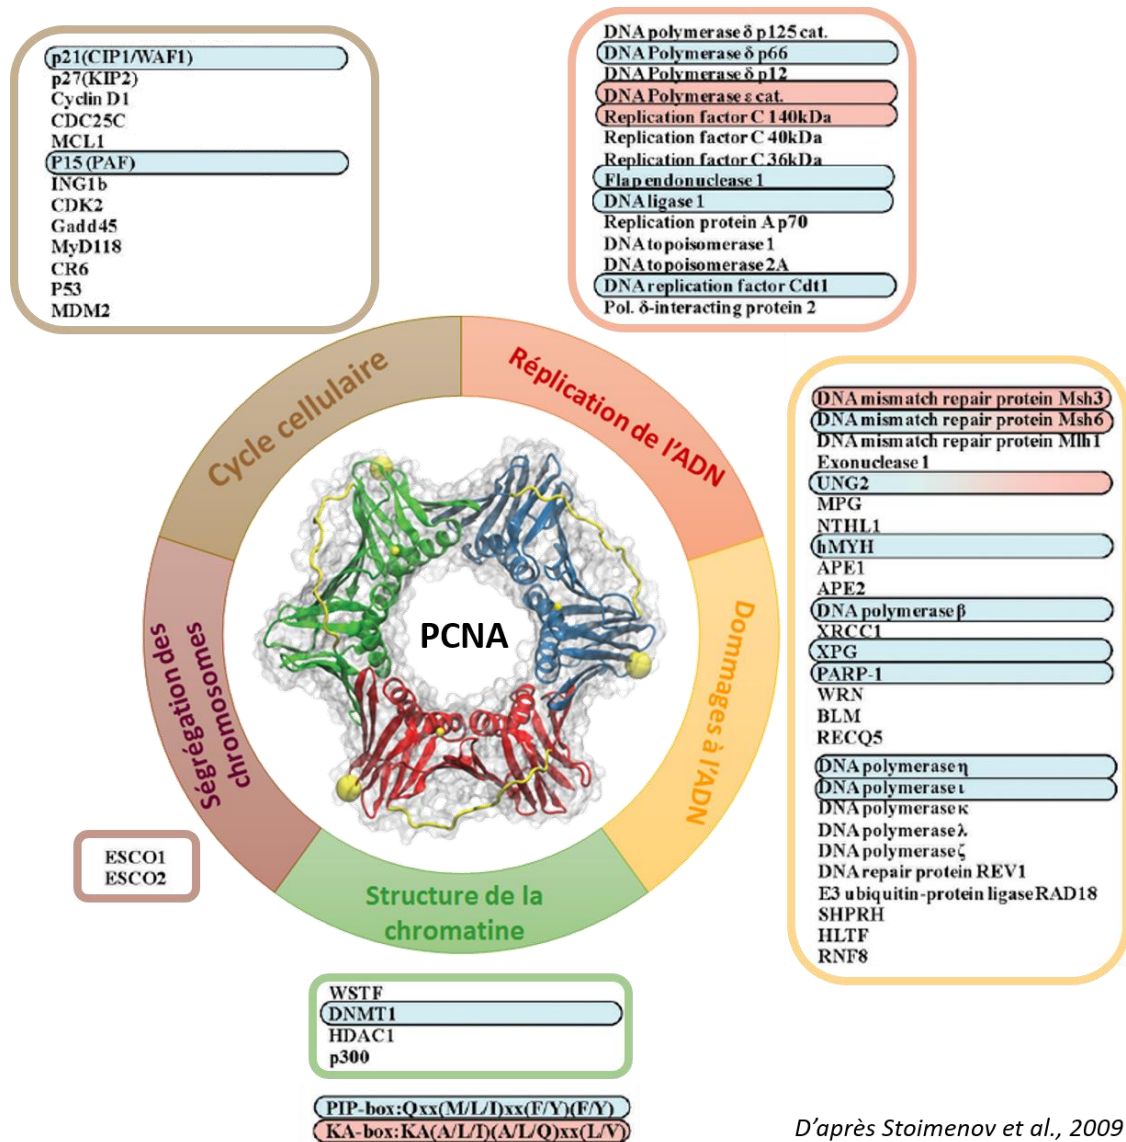 p21(CIP1/WAF1)
p27(KIP2)
Cyclin D1
CDC25C
MCL1
P15 (PAF)
ING1b
CDK2
Gadd45
MyD118
CR6
P53
MDM2
DNA polymerase δ p125 cat.
DNA Polymerase δ p66
DNA Polymerase δ p12
DNA Polymerase ε cat.
Replication factor C 140kDa
Replication factor C 40kDa
Replication factor C 36kDa
Flap endonuclease 1
DNA ligase 1
Replication protein A p70
DNA topoisomerase 1
DNA topoisomerase 2A
DNA replication factor Cdt1
Pol. δ-interacting protein 2
Cycle cellulaire
Réplication de l'ADN
Dommages à l'ADN
Structure de la
chromatine
Ségrégation des
chromosomes
PCNA
DNA mismatch repair protein Msh3
DNA mismatch repair protein Msh6
DNA mismatch repair protein Mlh1
Exonuclease 1
UNG2
MPG
NTHL1
hMYH
APE1
APE2
DNA polymerase β
XRCC1
XPG
PARP-1
WRN
BLM
RECQ5
DNA polymerase η
DNA polymerase ι
DNA polymerase κ
DNA polymerase λ
DNA polymerase ζ
DNA repair protein REV1
E3 ubiquitin-protein ligase RAD18
SHPRH
HLTF
RNF8
ESCO1
ESCO2
WSTF
DNMT1
HDAC1
p300
PIP-box:Qxx(M/L/I)xx(F/Y)(F/Y)
KA-box:KA(A/L/I)(A/L/Q)xx(L/V)
D'après Stoimenov et al., 2009